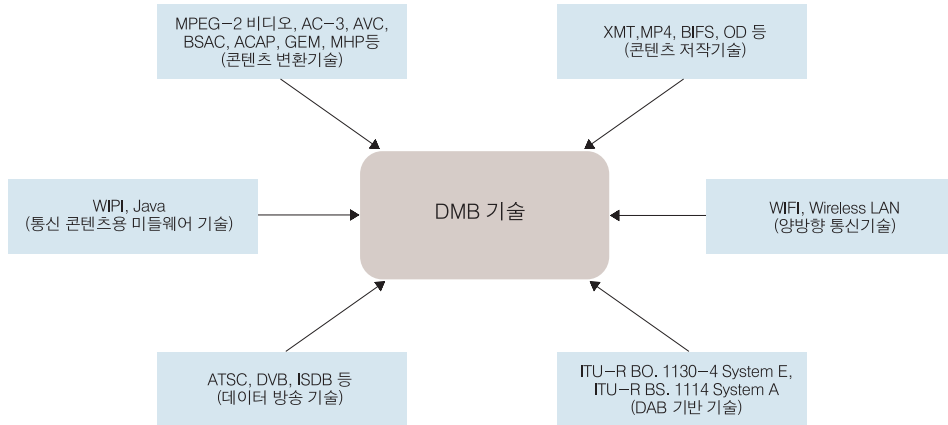 MPEG-2 비디오, AC-3, AVC,
BSAC, ACAP, GEM, MHP등
(콘텐츠 변환기술)
XMT,MP4, BIFS, OD 등
(콘텐츠 저작기술)
WIPI, Java
(통신 콘텐츠용 미들웨어 기술)
DMB 기술
WIFI, Wireless LAN
(양방향 통신기술)
ATSC, DVB, ISDB 등
(데이터 방송 기술)
ITU-R BO. 1130-4 System E,
ITU-R BS. 1114 System A
(DAB 기반 기술)